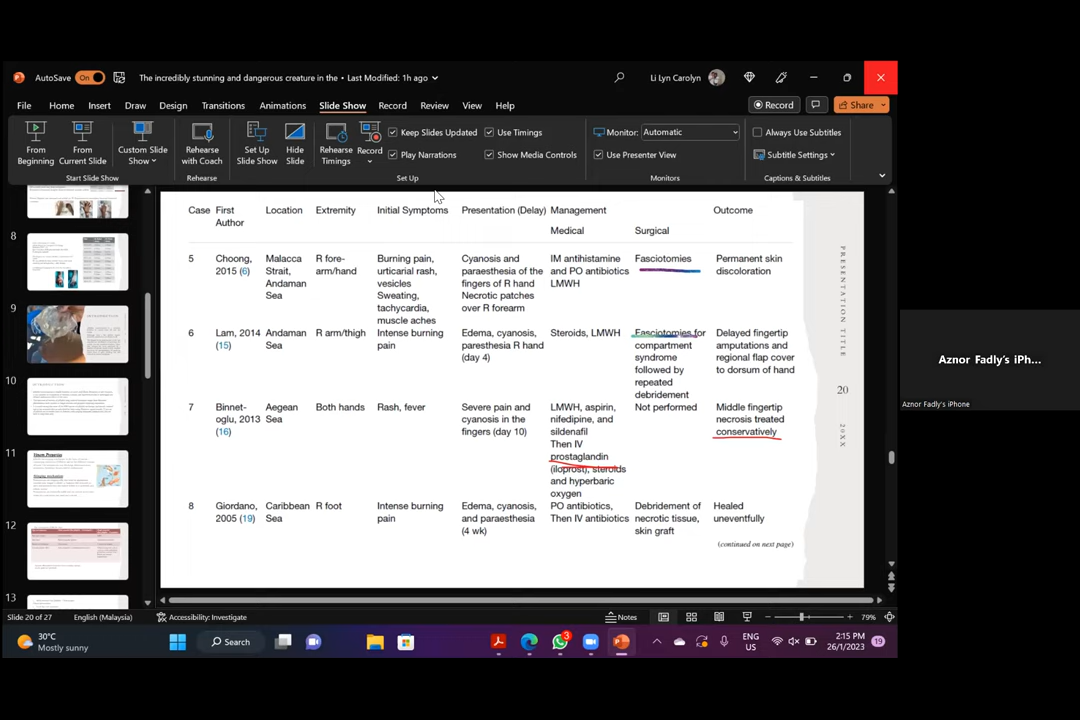 AutoSave On The incredibly stunning and dangerous creature in the • Last Modified: 1h ago Li Lyn Carolyn
File Home Insert Draw Design Transitions Animations Slide Show Record Review View Help Record Share
From Beginning
From Current Slide
Custom Slide Show
Rehearse with Coach
Set Up Slide Show
Hide Slide
Rehearse Timings
Record
Keep Slides Updated
Play Narrations
Use Timings
Show Media Controls
Monitor: Automatic
Use Presenter View
Always Use Subtitles
Subtitle Settings
Start Slide Show Rehearse Set Up Monitors Captions & Subtitles
8
9
10
11
12
13
Case First Author Location Extremity Initial Symptoms Presentation (Delay) Management Outcome
Medical Surgical
5 Choong, Malacca R fore- Burning pain, Cyanosis and IM antihistamine Fasciotomies Permanent skin
2015 (6) Strait, arm/hand urticarial rash, paraesthesia of the and PO antibiotics discoloration
Andaman vesicles fingers of R hand LMWH
Sea Sweating, Necrotic patches
tachycardia, over R forearm
muscle aches
6 Lam, 2014 Andaman R arm/thigh Intense burning Edema, cyanosis, Steroids, LMWH Fasciotomies for Delayed fingertip
(15) Sea pain paresthesia R hand compartment amputations and
(day 4) syndrome regional flap cover
followed by to dorsum of hand
repeated
debridement
7 Binnet- Aegean Both hands Rash, fever Severe pain and LMWH, aspirin, Not performed Middle fingertip
oglu, 2013 Sea cyanosis in the nifedipine, and necrosis treated
(16) fingers (day 10) sildenafil conservatively
Then IV
prostaglandin
(iloprost), steroids
and hyperbaric
oxygen
8 Giordano, Caribbean R foot Intense burning Edema, cyanosis, PO antibiotics, Debridement of Healed
2005 (19) Sea pain and paraesthesia Then IV antibiotics necrotic tissue, uneventfully
(4 wk) skin graft
(continued on next page)
PRESENTATION TITLE
20
20XX
Aznor Fadly's iPh...
Aznor Fadly's iPhone
Slide 20 of 27 English (Malaysia) Accessibility: Investigate Notes 79%
30°C
Mostly sunny
Search
3
ENG
US
2:15 PM
26/1/2023
19